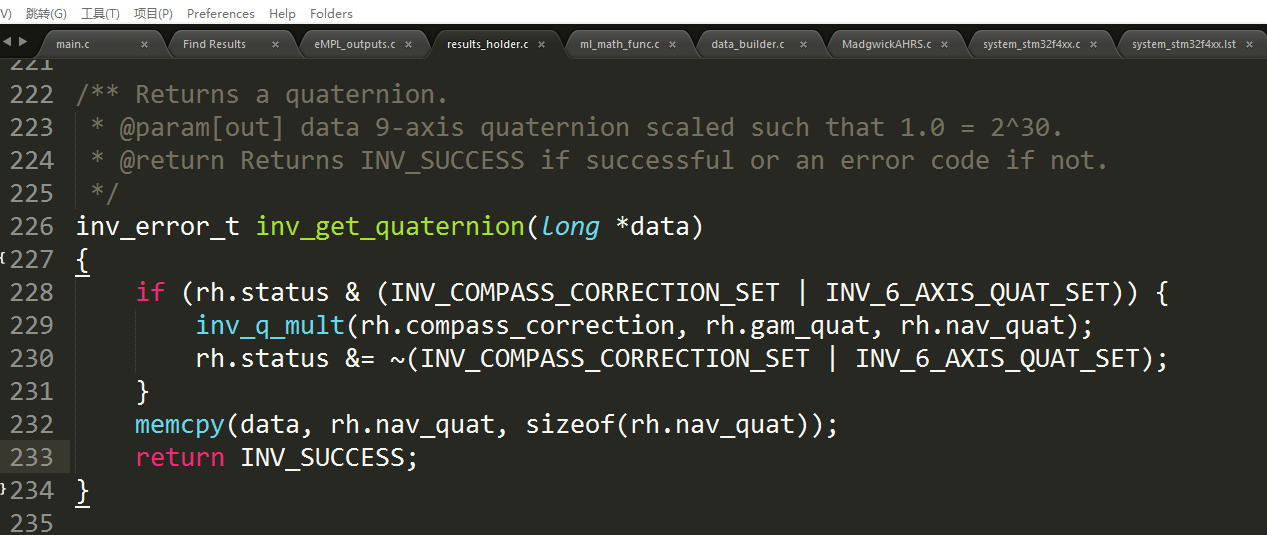 V) 跳转(G) 工具(T) 项目(P) Preferences Help Folders
main.c × Find Results × eMPL_outputs.c × results_holder.c × ml_math_func.c × data_builder.c × MadgwickAHRS.c × system_stm32f4xx.c × system_stm32f4xx.lst ×
221
222 /** Returns a quaternion.
223 * @param[out] data 9-axis quaternion scaled such that 1.0 = 2^30.
224 * @return Returns INV_SUCCESS if successful or an error code if not.
225 */
226 inv_error_t inv_get_quaternion(long *data)
227 {
228 if (rh.status & (INV_COMPASS_CORRECTION_SET | INV_6_AXIS_QUAT_SET)) {
229 inv_q_mult(rh.compass_correction, rh.gam_quat, rh.nav_quat);
230 rh.status &= ~(INV_COMPASS_CORRECTION_SET | INV_6_AXIS_QUAT_SET);
231 }
232 memcpy(data, rh.nav_quat, sizeof(rh.nav_quat));
233 return INV_SUCCESS;
234 }
235